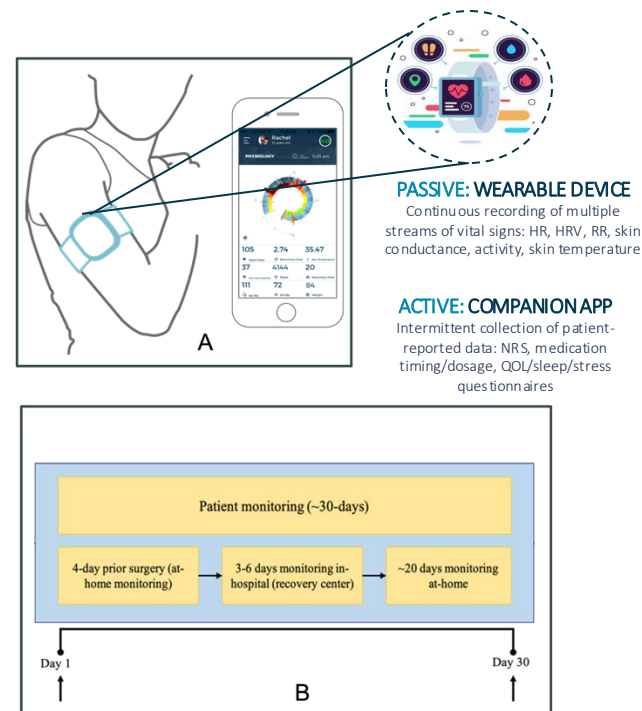 Rachel
PHYSIOLOGY 11:25 am
105 2.74 35.47
37 4144 20
Steps
111 72 84
A
PASSIVE: WEARABLE DEVICE
Continuous recording of multiple
streams of vital signs: HR, HRV, RR, skin
conductance, activity, skin temperature
ACTIVE: COMPANION APP
Intermittent collection of patient-
reported data: NRS, medication
timing/dosage, QOL/sleep/stress
questionnaires
Patient monitoring (~30-days)
4-day prior surgery (at-
home monitoring)
3-6 days monitoring in-
hospital (recovery center)
~20 days monitoring
at-home
Day 1
Day 30
B